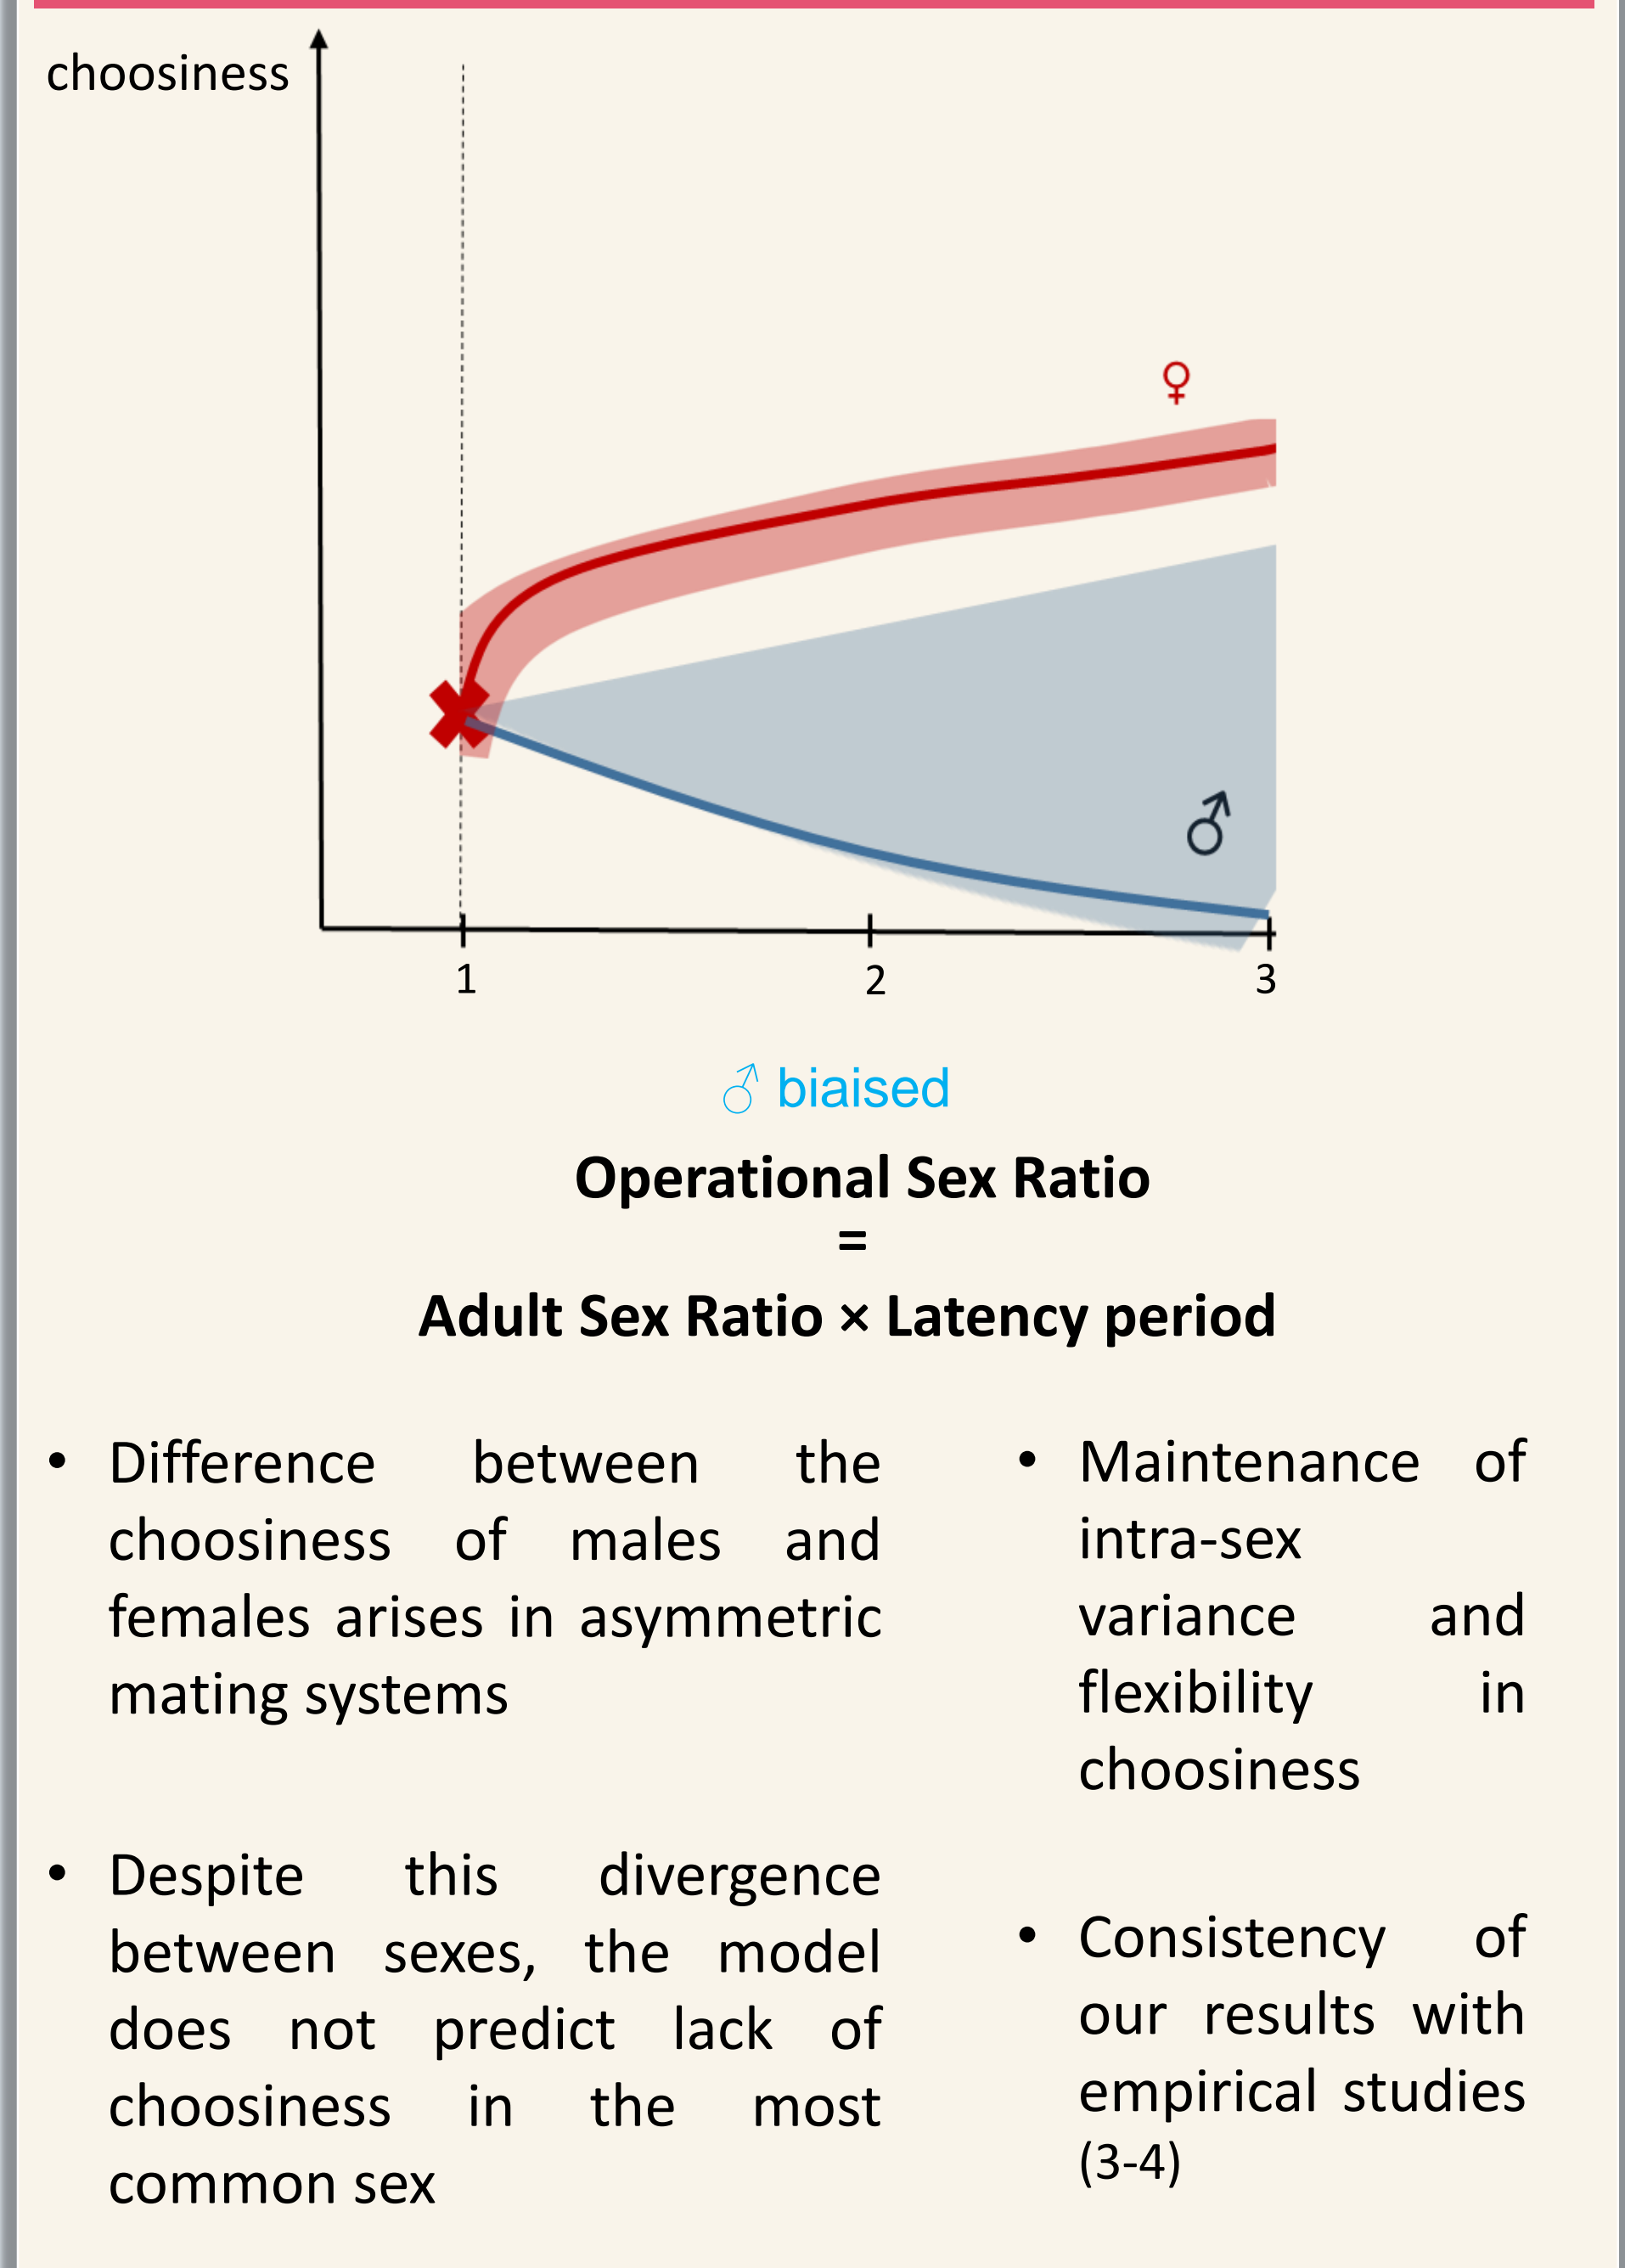 choosiness
♀
♂
1 2 3
♂ biaised
Operational Sex Ratio
=
Adult Sex Ratio × Latency period
• Difference between the
choosiness of males and
females arises in asymmetric
mating systems
• Despite this divergence
between sexes, the model
does not predict lack of
choosiness in the most
common sex
• Maintenance of
intra-sex
variance and
flexibility in
choosiness
• Consistency of
our results with
empirical studies
(3-4)